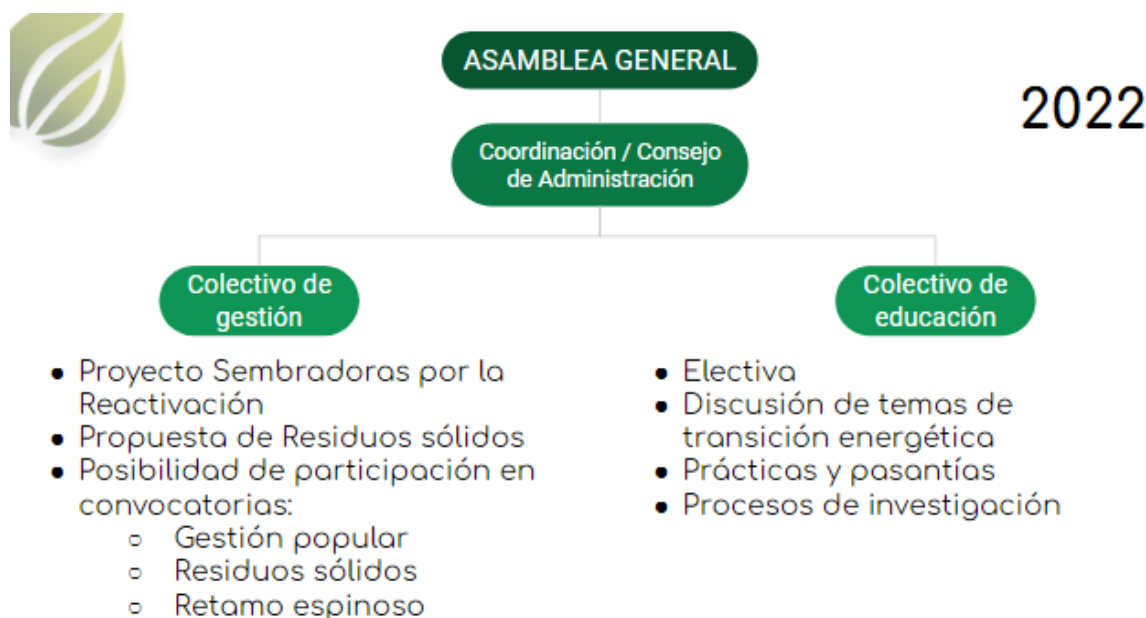 ASAMBLEA GENERAL
2022
Coordinación / Consejo
de Administración
Colectivo de
gestión
Colectivo de
educación
● Proyecto Sembradoras por la
Reactivación
● Propuesta de Residuos sólidos
● Posibilidad de participación en
convocatorias:
○ Gestión popular
○ Residuos sólidos
○ Retamo espinoso
● Electiva
● Discusión de temas de
transición energética
● Prácticas y pasantías
● Procesos de investigación